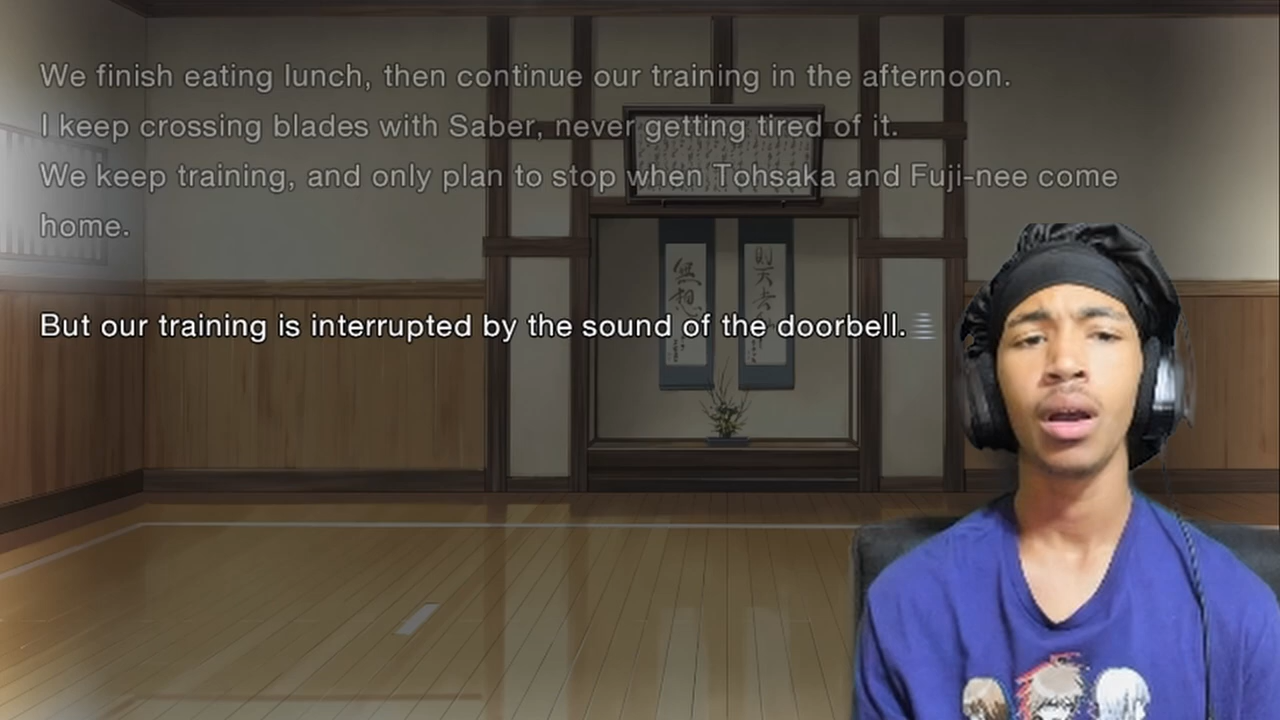 We finish eating lunch, then continue our training in the afternoon.
I keep crossing blades with Saber, never getting tired of it.
We keep training, and only plan to stop when Tohsaka and Fuji-nee come
home.
But our training is interrupted by the sound of the doorbell.
無想